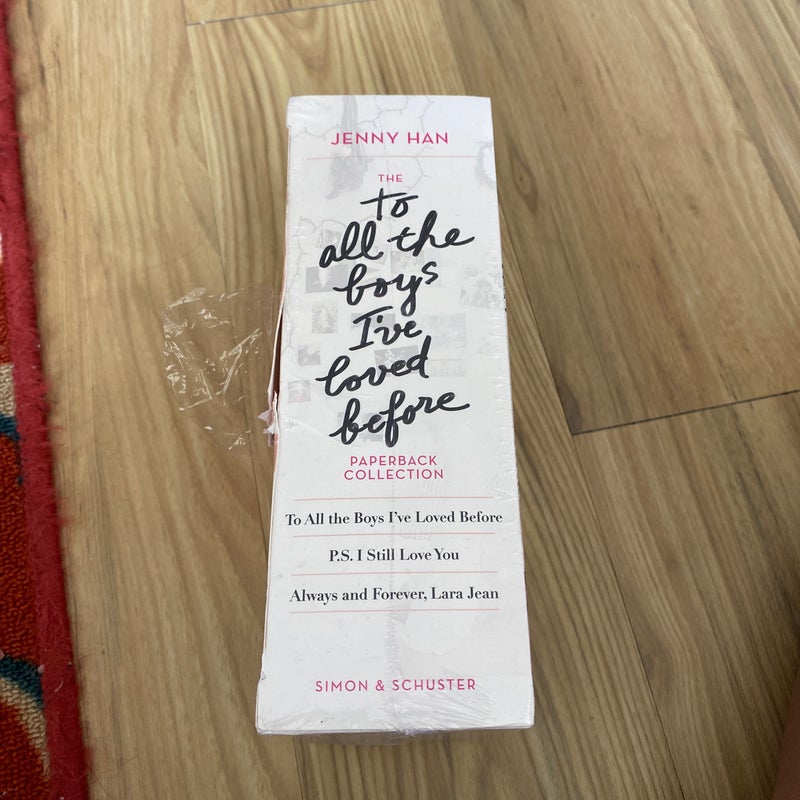 JENNY HAN
THE
to
all the
boys
I've
loved
before
PAPERBACK
COLLECTION
To All the Boys I've Loved Before
P.S. I Still Love You
Always and Forever, Lara Jean
SIMON & SCHUSTER